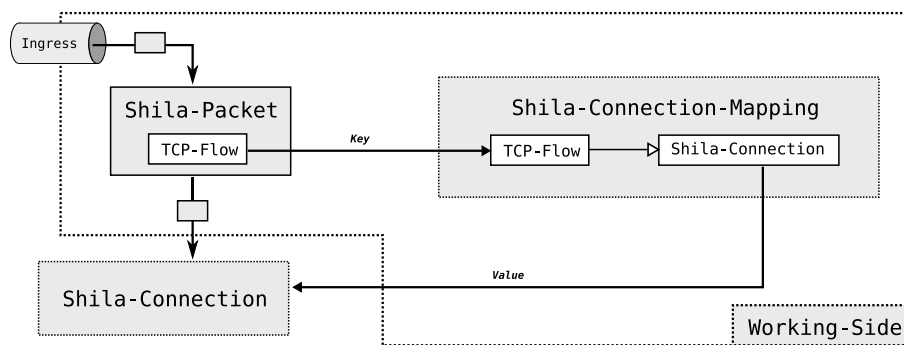 Ingress
Shila-Packet
TCP-Flow
Key
Shila-Connection-Mapping
TCP-Flow
Shila-Connection
Shila-Connection
Value
Working-Side